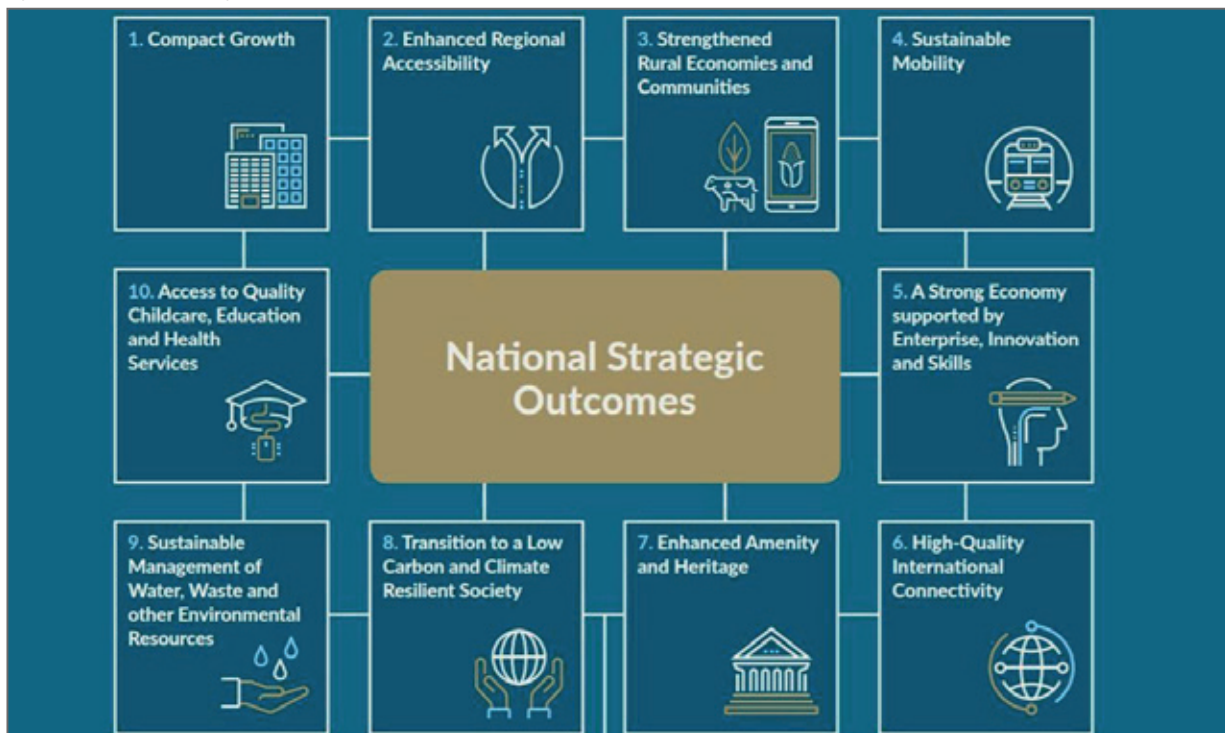 1. Compact Growth
2. Enhanced Regional
Accessibility
3. Strengthened
Rural Economies and
Communities
4. Sustainable
Mobility
10. Access to Quality
Childcare, Education
and Health
Services
National Strategic
Outcomes
5. A Strong Economy
supported by
Enterprise, Innovation
and Skills
9. Sustainable
Management of
Water, Waste and
other Environmental
Resources
8. Transition to a Low
Carbon and Climate
Resilient Society
7. Enhanced Amenity
and Heritage
6. High-Quality
International
Connectivity